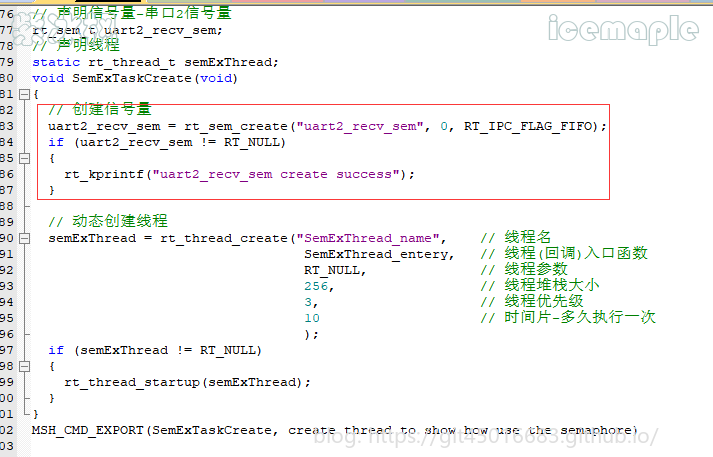 76 // 声明信号量-串口2信号量
77 rt_sem_t uart2_recv_sem;
78 // 声明线程
79 static rt_thread_t semExThread;
80 void SemExTaskCreate(void)
81 {
82 // 创建信号量
83 uart2_recv_sem = rt_sem_create("uart2_recv_sem", 0, RT_IPC_FLAG_FIFO);
84 if (uart2_recv_sem != RT_NULL)
85 {
86 rt_kprintf("uart2_recv_sem create success");
87 }
88
89 // 动态创建线程
90 semExThread = rt_thread_create("SemExThread_name", // 线程名
91 SemExThread_entery, // 线程(回调)入口函数
92 RT_NULL, // 线程参数
93 256, // 线程堆栈大小
94 3, // 线程优先级
95 10 // 时间片-多久执行一次
96 );
97 if (semExThread != RT_NULL)
98 {
99 rt_thread_startup(semExThread);
00 }
01 }
02 MSH_CMD_EXPORT(SemExTaskCreate, create thread to show how use the semaphore)
03
icemaple
blog: https://git45016683.github.io/